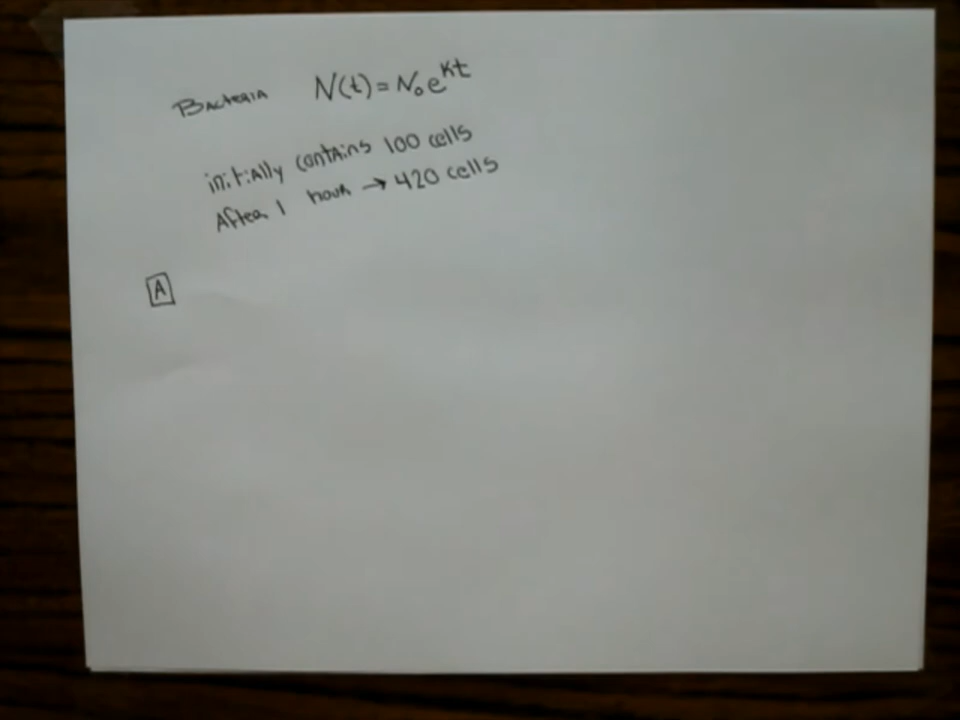 Bacteria N(t) = N₀e^kt
initially contains 100 cells
After 1 hour → 420 cells
A